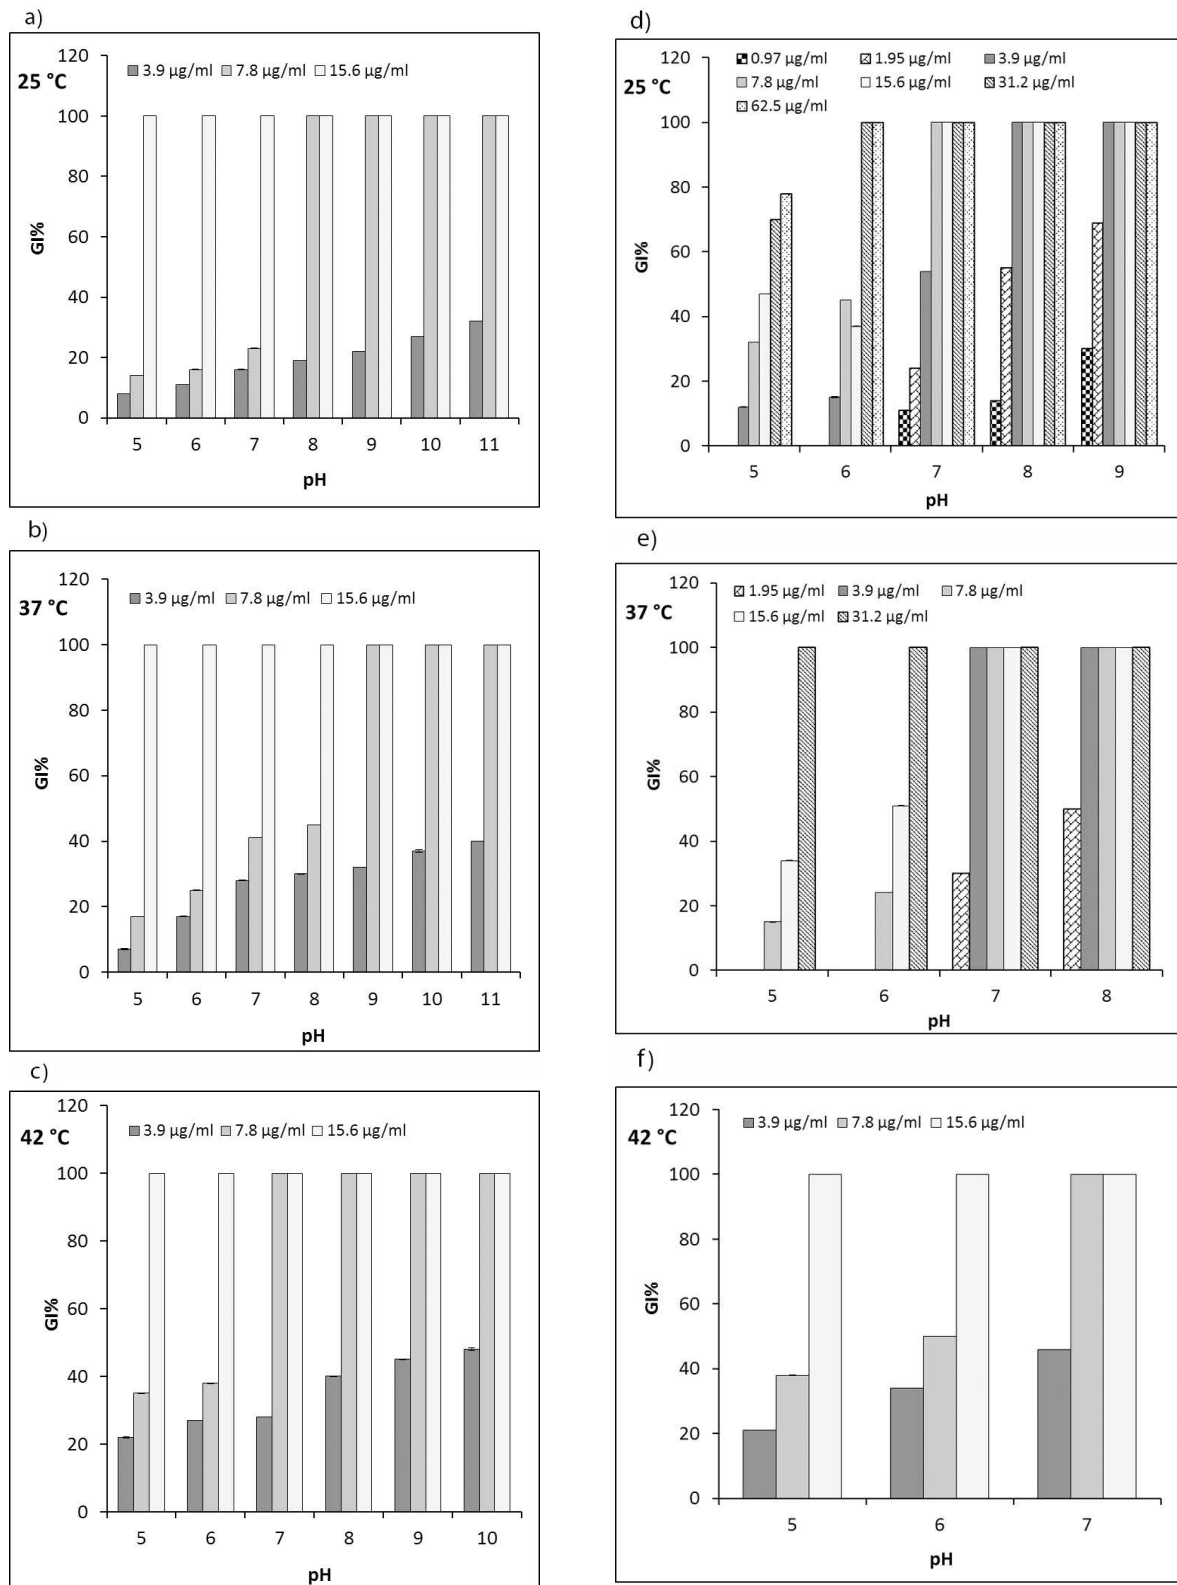 a)
120
25 °C
3.9 µg/ml 7.8 µg/ml 15.6 µg/ml
100
80
60
40
20
0
GI%
5 6 7 8 9 10 11
pH
b)
120
37 °C
3.9 µg/ml 7.8 µg/ml 15.6 µg/ml
100
80
60
40
20
0
GI%
5 6 7 8 9 10 11
pH
c)
120
42 °C
3.9 µg/ml 7.8 µg/ml 15.6 µg/ml
100
80
60
40
20
0
GI%
5 6 7 8 9 10
pH
d)
120
25 °C
0.97 µg/ml 1.95 µg/ml 3.9 µg/ml
7.8 µg/ml 15.6 µg/ml 31.2 µg/ml
62.5 µg/ml
100
80
60
40
20
0
GI%
5 6 7 8 9
pH
e)
120
37 °C
1.95 µg/ml 3.9 µg/ml 7.8 µg/ml
15.6 µg/ml 31.2 µg/ml
100
80
60
40
20
0
GI%
5 6 7 8
pH
f)
120
42 °C
3.9 µg/ml 7.8 µg/ml 15.6 µg/ml
100
80
60
40
20
0
GI%
5 6 7
pH